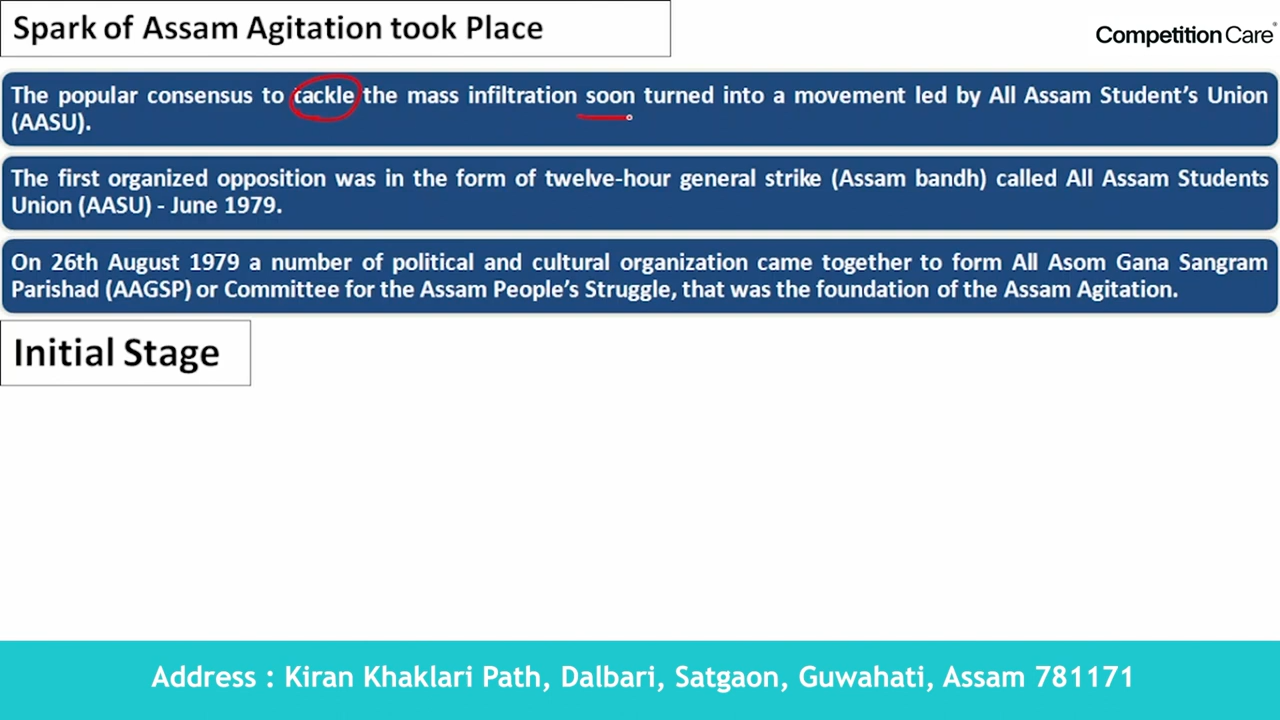 Spark of Assam Agitation took Place
CompetitionCare®
The popular consensus to tackle the mass infiltration soon turned into a movement led by All Assam Student's Union
(AASU).
The first organized opposition was in the form of twelve-hour general strike (Assam bandh) called All Assam Students
Union (AASU) - June 1979.
On 26th August 1979 a number of political and cultural organization came together to form All Asom Gana Sangram
Parishad (AAGSP) or Committee for the Assam People's Struggle, that was the foundation of the Assam Agitation.
Initial Stage
Address : Kiran Khaklari Path, Dalbari, Satgaon, Guwahati, Assam 781171